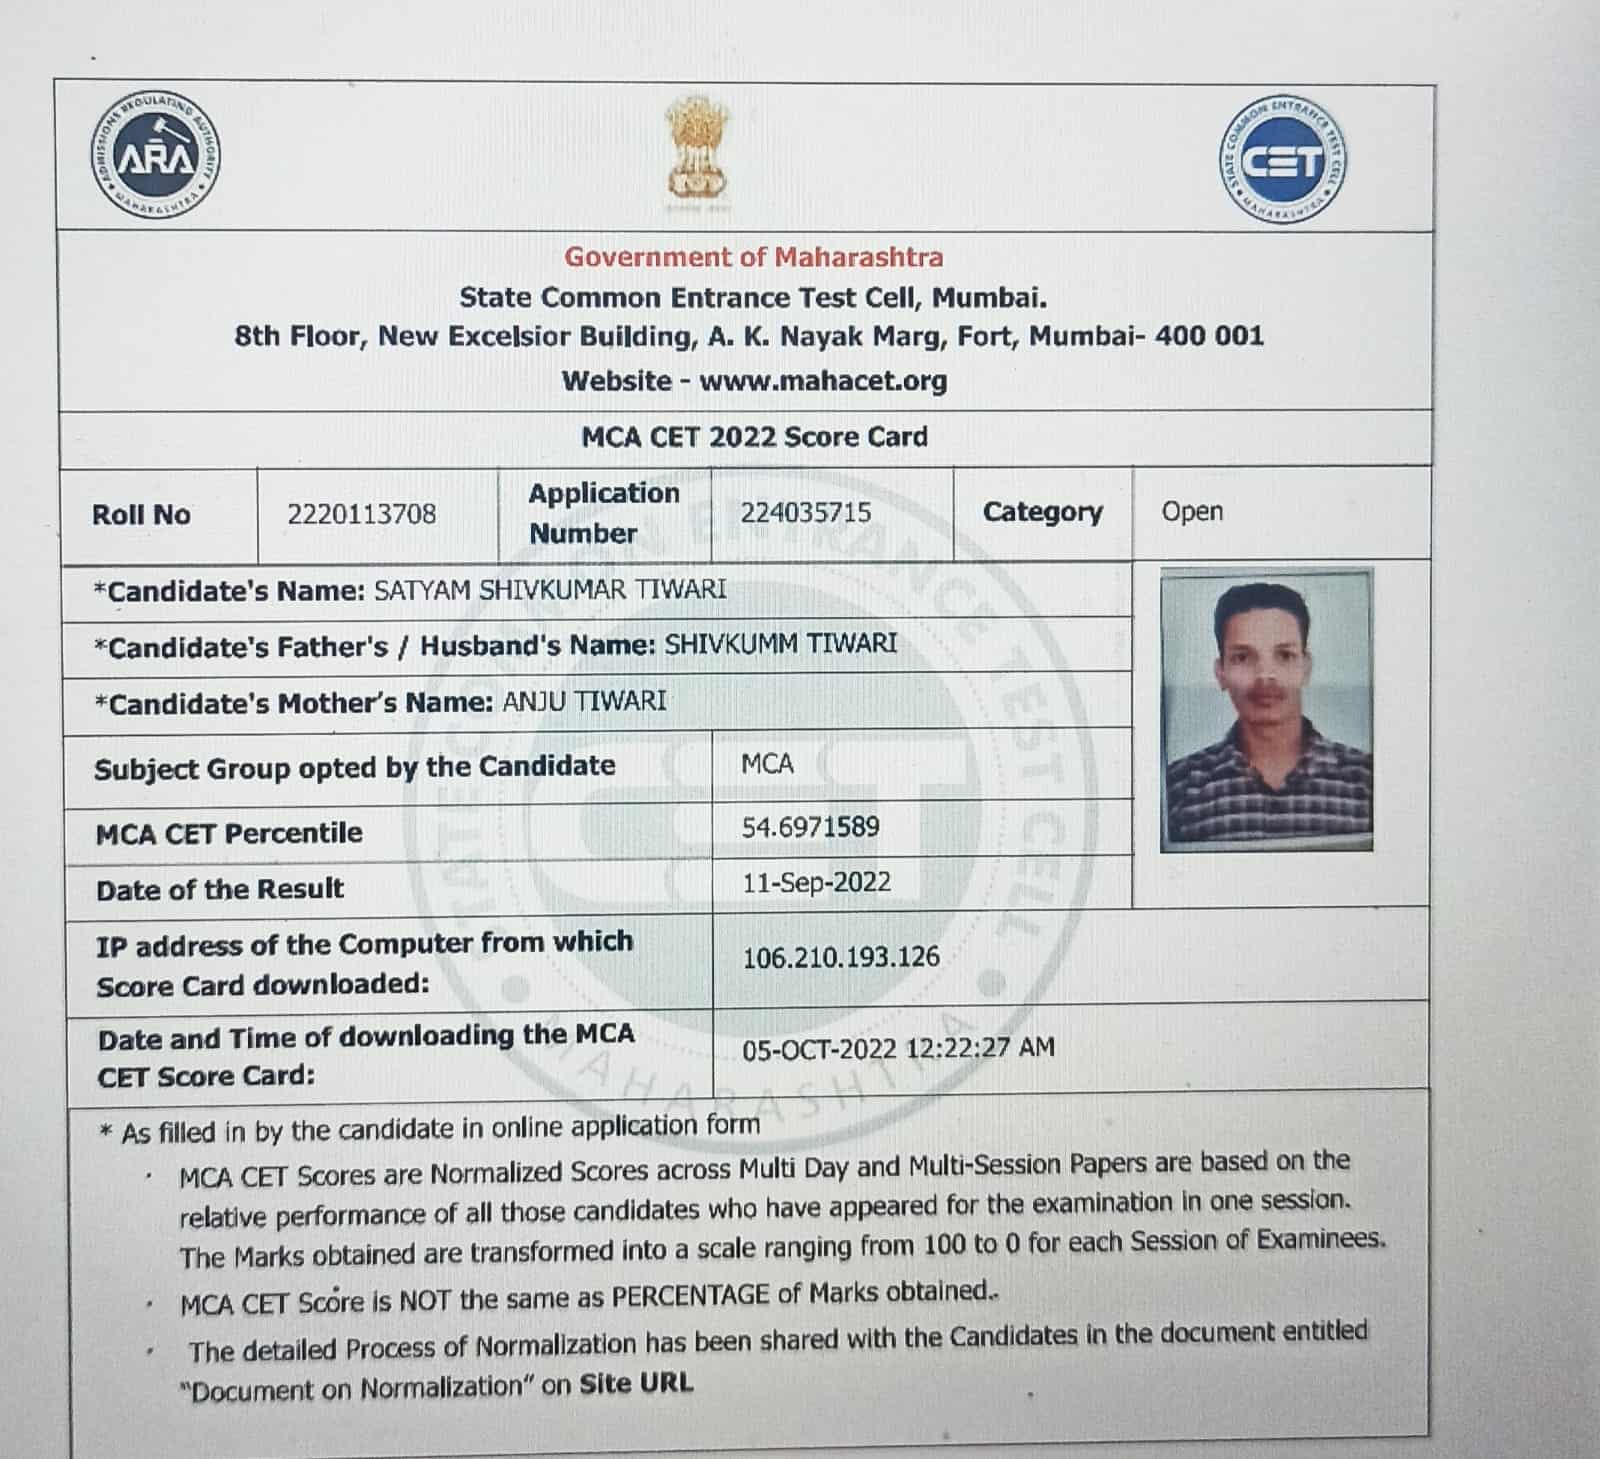 ADMISSIONS REGULATING AUTHORITY
ARA
MAHARASHTRA
STATE COMMON ENTRANCE TEST CELL
CET
MAHARASHTRA
Government of Maharashtra
State Common Entrance Test Cell, Mumbai.
8th Floor, New Excelsior Building, A. K. Nayak Marg, Fort, Mumbai- 400 001
Website - www.mahacet.org
MCA CET 2022 Score Card
Roll No 2220113708 Application Number 224035715 Category Open
*Candidate's Name: SATYAM SHIVKUMAR TIWARI
*Candidate's Father's / Husband's Name: SHIVKUMM TIWARI
*Candidate's Mother's Name: ANJU TIWARI
Subject Group opted by the Candidate MCA
MCA CET Percentile 54.6971589
Date of the Result 11-Sep-2022
IP address of the Computer from which
Score Card downloaded: 106.210.193.126
Date and Time of downloading the MCA
CET Score Card: 05-OCT-2022 12:22:27 AM
STATE COMMON ENTRANCE TEST CELL
CET
MAHARASHTRA
* As filled in by the candidate in online application form
· MCA CET Scores are Normalized Scores across Multi Day and Multi-Session Papers are based on the
relative performance of all those candidates who have appeared for the examination in one session.
The Marks obtained are transformed into a scale ranging from 100 to 0 for each Session of Examinees.
· MCA CET Score is NOT the same as PERCENTAGE of Marks obtained..
· The detailed Process of Normalization has been shared with the Candidates in the document entitled
"Document on Normalization" on Site URL